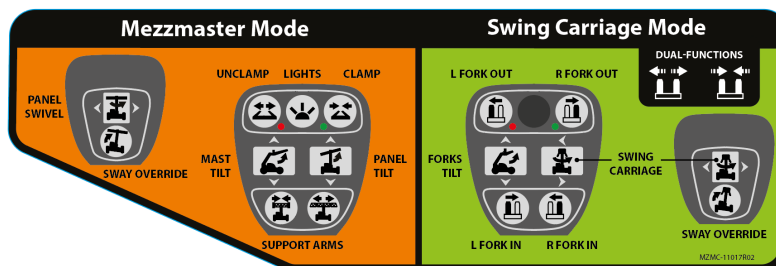 Mezzmaster Mode
PANEL
SWIVEL
SWAY OVERRIDE
UNCLAMP LIGHTS CLAMP
MAST
TILT
PANEL
TILT
SUPPORT ARMS
Swing Carriage Mode
DUAL-FUNCTIONS
L FORK OUT R FORK OUT
FORKS
TILT
SWING
CARRIAGE
L FORK IN R FORK IN
SWAY OVERRIDE
MZMC-11017R02